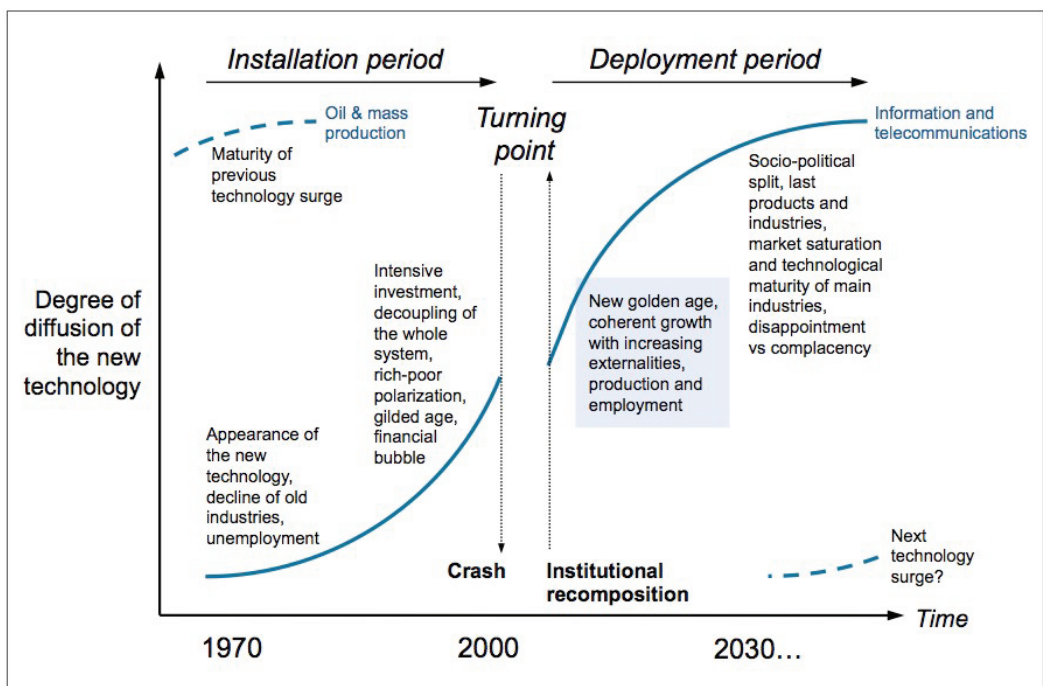 Installation period
Deployment period
Oil & mass
production
Turning
point
Information and
telecommunications
Maturity of
previous
technology surge
Socio-political
split, last
products and
industries,
market saturation
and technological
maturity of main
industries,
disappointment
vs complacency
Degree of
diffusion of
the new
technology
Intensive
investment,
decoupling of
the whole
system,
rich-poor
polarization,
gilded age,
financial
bubble
New golden age,
coherent growth
with increasing
externalities,
production and
employment
Appearance of
the new
technology,
decline of old
industries,
unemployment
Crash
Institutional
recomposition
Next
technology
surge?
Time
1970
2000
2030...